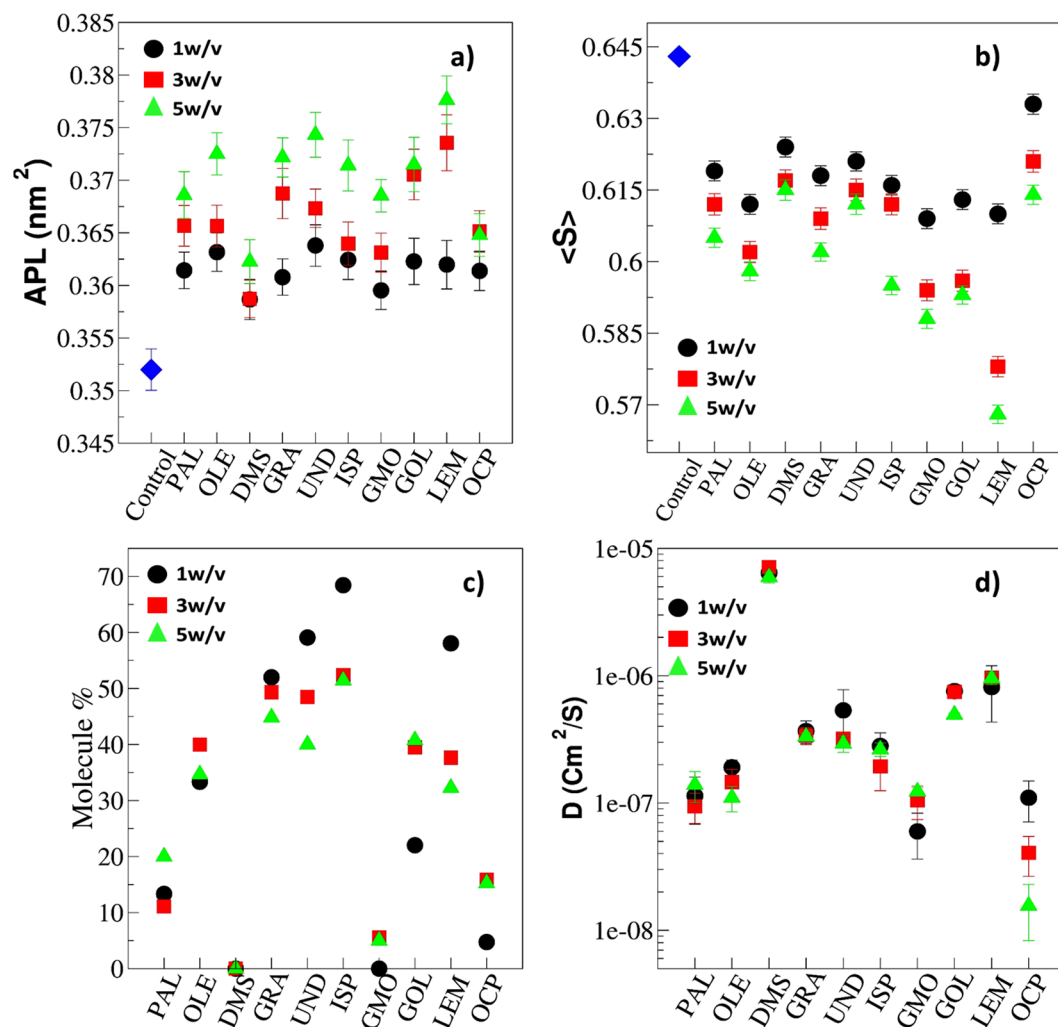 a)
1w/v
3w/v
5w/v
APL (nm²)
0.385
0.38
0.375
0.37
0.365
0.36
0.355
0.35
0.345
Control PAL OLE DMS GRA UND ISP GMO GOL LEM OCP
b)
<S>
0.645
0.63
0.615
0.6
0.585
0.57
1w/v
3w/v
5w/v
Control PAL OLE DMS GRA UND ISP GMO GOL LEM OCP
c)
1w/v
3w/v
5w/v
Molecule %
70
60
50
40
30
20
10
0
PAL OLE DMS GRA UND ISP GMO GOL LEM OCP
d)
1w/v
3w/v
5w/v
D (Cm²/S)
1e-05
1e-06
1e-07
1e-08
PAL OLE DMS GRA UND ISP GMO GOL LEM OCP